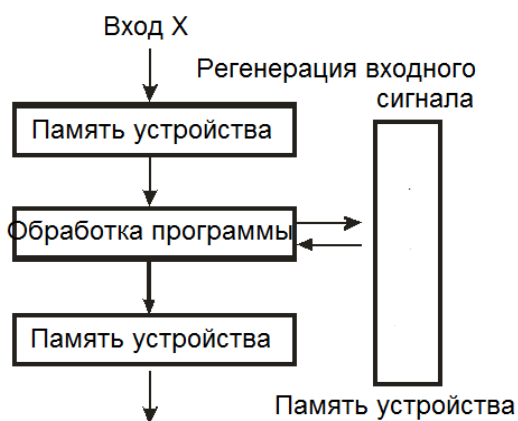 Вход X
Регенерация входного
сигнала
Память устройства
Обработка программы
Память устройства
Память устройства